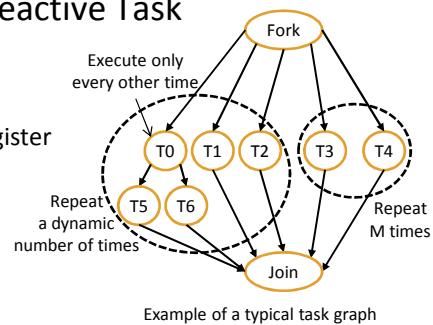 eactive Task
Fork
Execute only
every other time
gister
T0
T1
T2
T3
T4
T5
T6
Repeat
a dynamic
number of times
Repeat
M times
Join
Example of a typical task graph